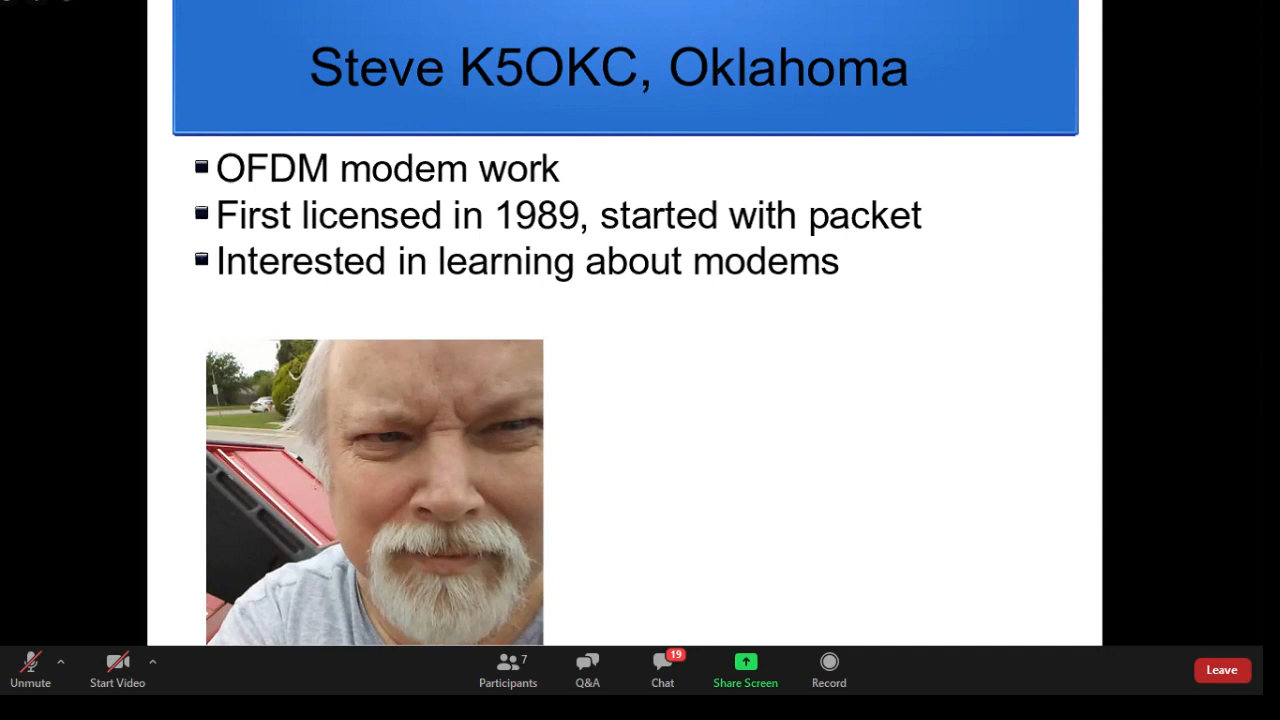 Steve K5OKC, Oklahoma
OFDM modem work
First licensed in 1989, started with packet
Interested in learning about modems
Unmute
Start Video
7
Participants
Q&A
19
Chat
Share Screen
Record
Leave